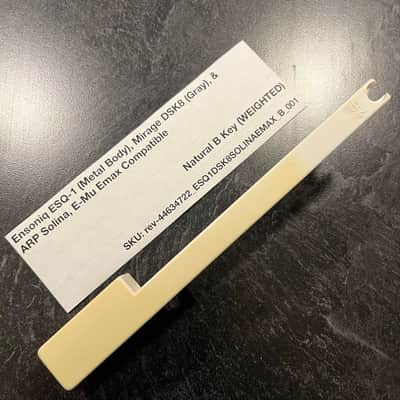 Ensoniq ESQ-1 (Metal Body), Mirage DSK8 (Gray), &
ARP Solina, E-Mu Emax Compatible
Natural B Key (WEIGHTED)
SKU: rev-44634722_ESQ1DSK8SOLINAEMAX_B_001